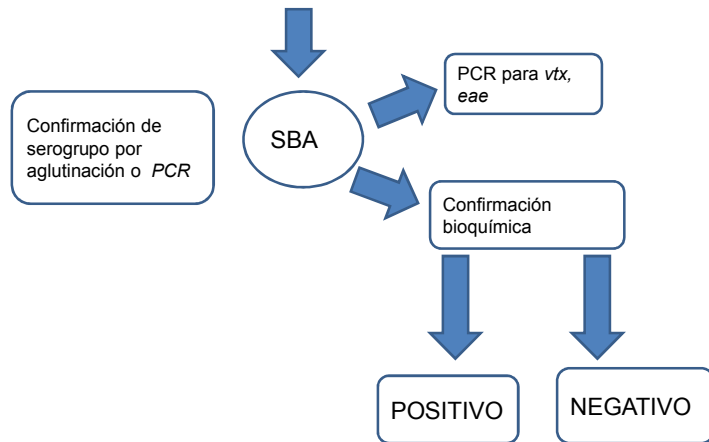 PCR para vtx,
eae
Confirmación de
serogrupo por
aglutinación o PCR
SBA
Confirmación
bioquímica
POSITIVO
NEGATIVO